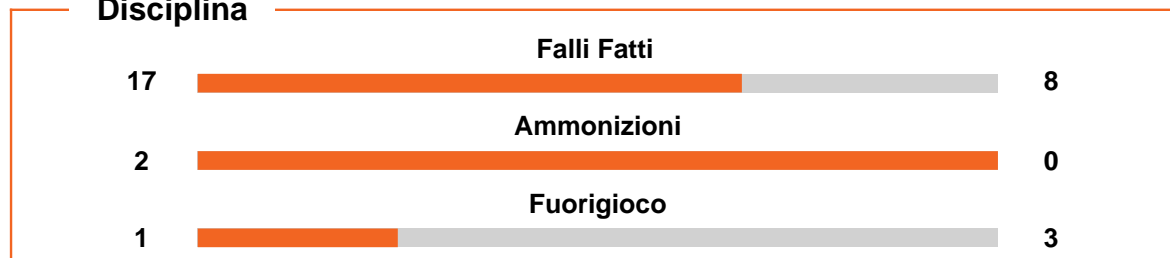 Disciplina
Falli Fatti
17 8
Ammonizioni
2 0
Fuorigioco
1 3